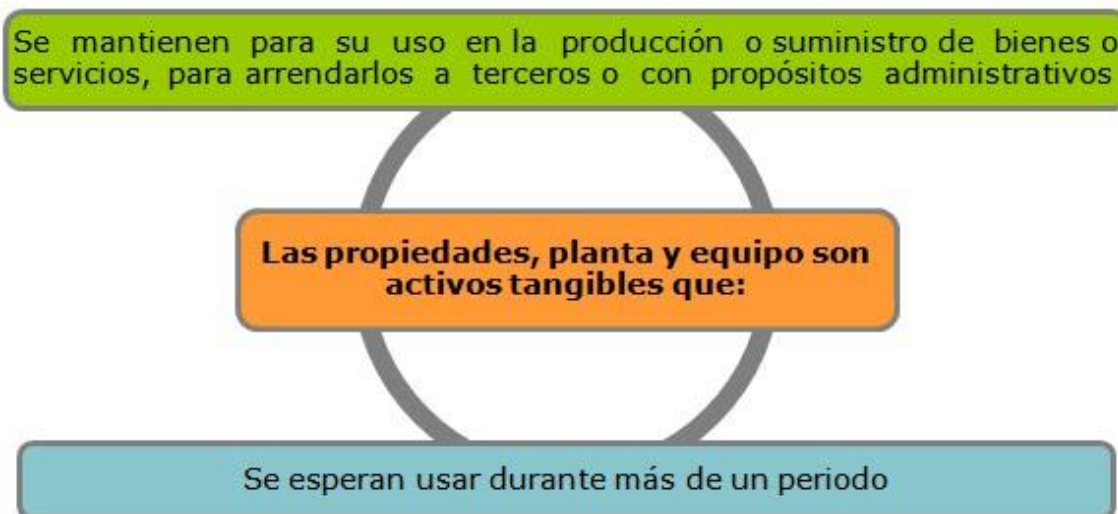 Se mantienen para su uso en la producción o suministro de bienes o
servicios, para arrendarlos a terceros o con propósitos administrativos
Las propiedades, planta y equipo son
activos tangibles que:
Se esperan usar durante más de un periodo